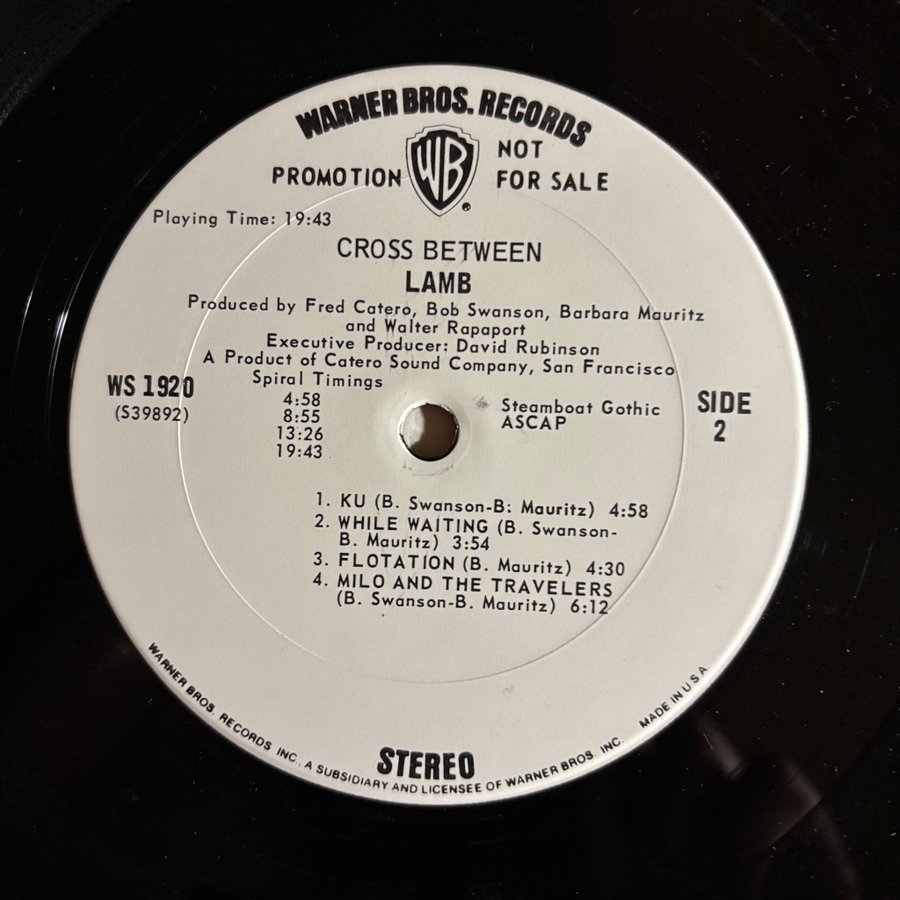 WARNER BROS. RECORDS
WB
PROMOTION NOT FOR SALE
Playing Time: 19:43
CROSS BETWEEN
LAMB
Produced by Fred Catero, Bob Swanson, Barbara Mauritz
and Walter Rapaport
Executive Producer: David Rubinson
A Product of Catero Sound Company, San Francisco
WS 1920
(S39892)
Spiral Timings
4:58
8:55
13:26
19:43
Steamboat Gothic
ASCAP
SIDE
2
1. KU (B. Swanson-B: Mauritz) 4:58
2. WHILE WAITING (B. Swanson-
B. Mauritz) 3:54
3. FLOTATION (B. Mauritz) 4:30
4. MILO AND THE TRAVELERS
(B. Swanson-B. Mauritz) 6:12
STEREO
WARNER BROS. RECORDS INC., A SUBSIDIARY AND LICENSEE OF WARNER BROS. INC. MADE IN U.S.A.